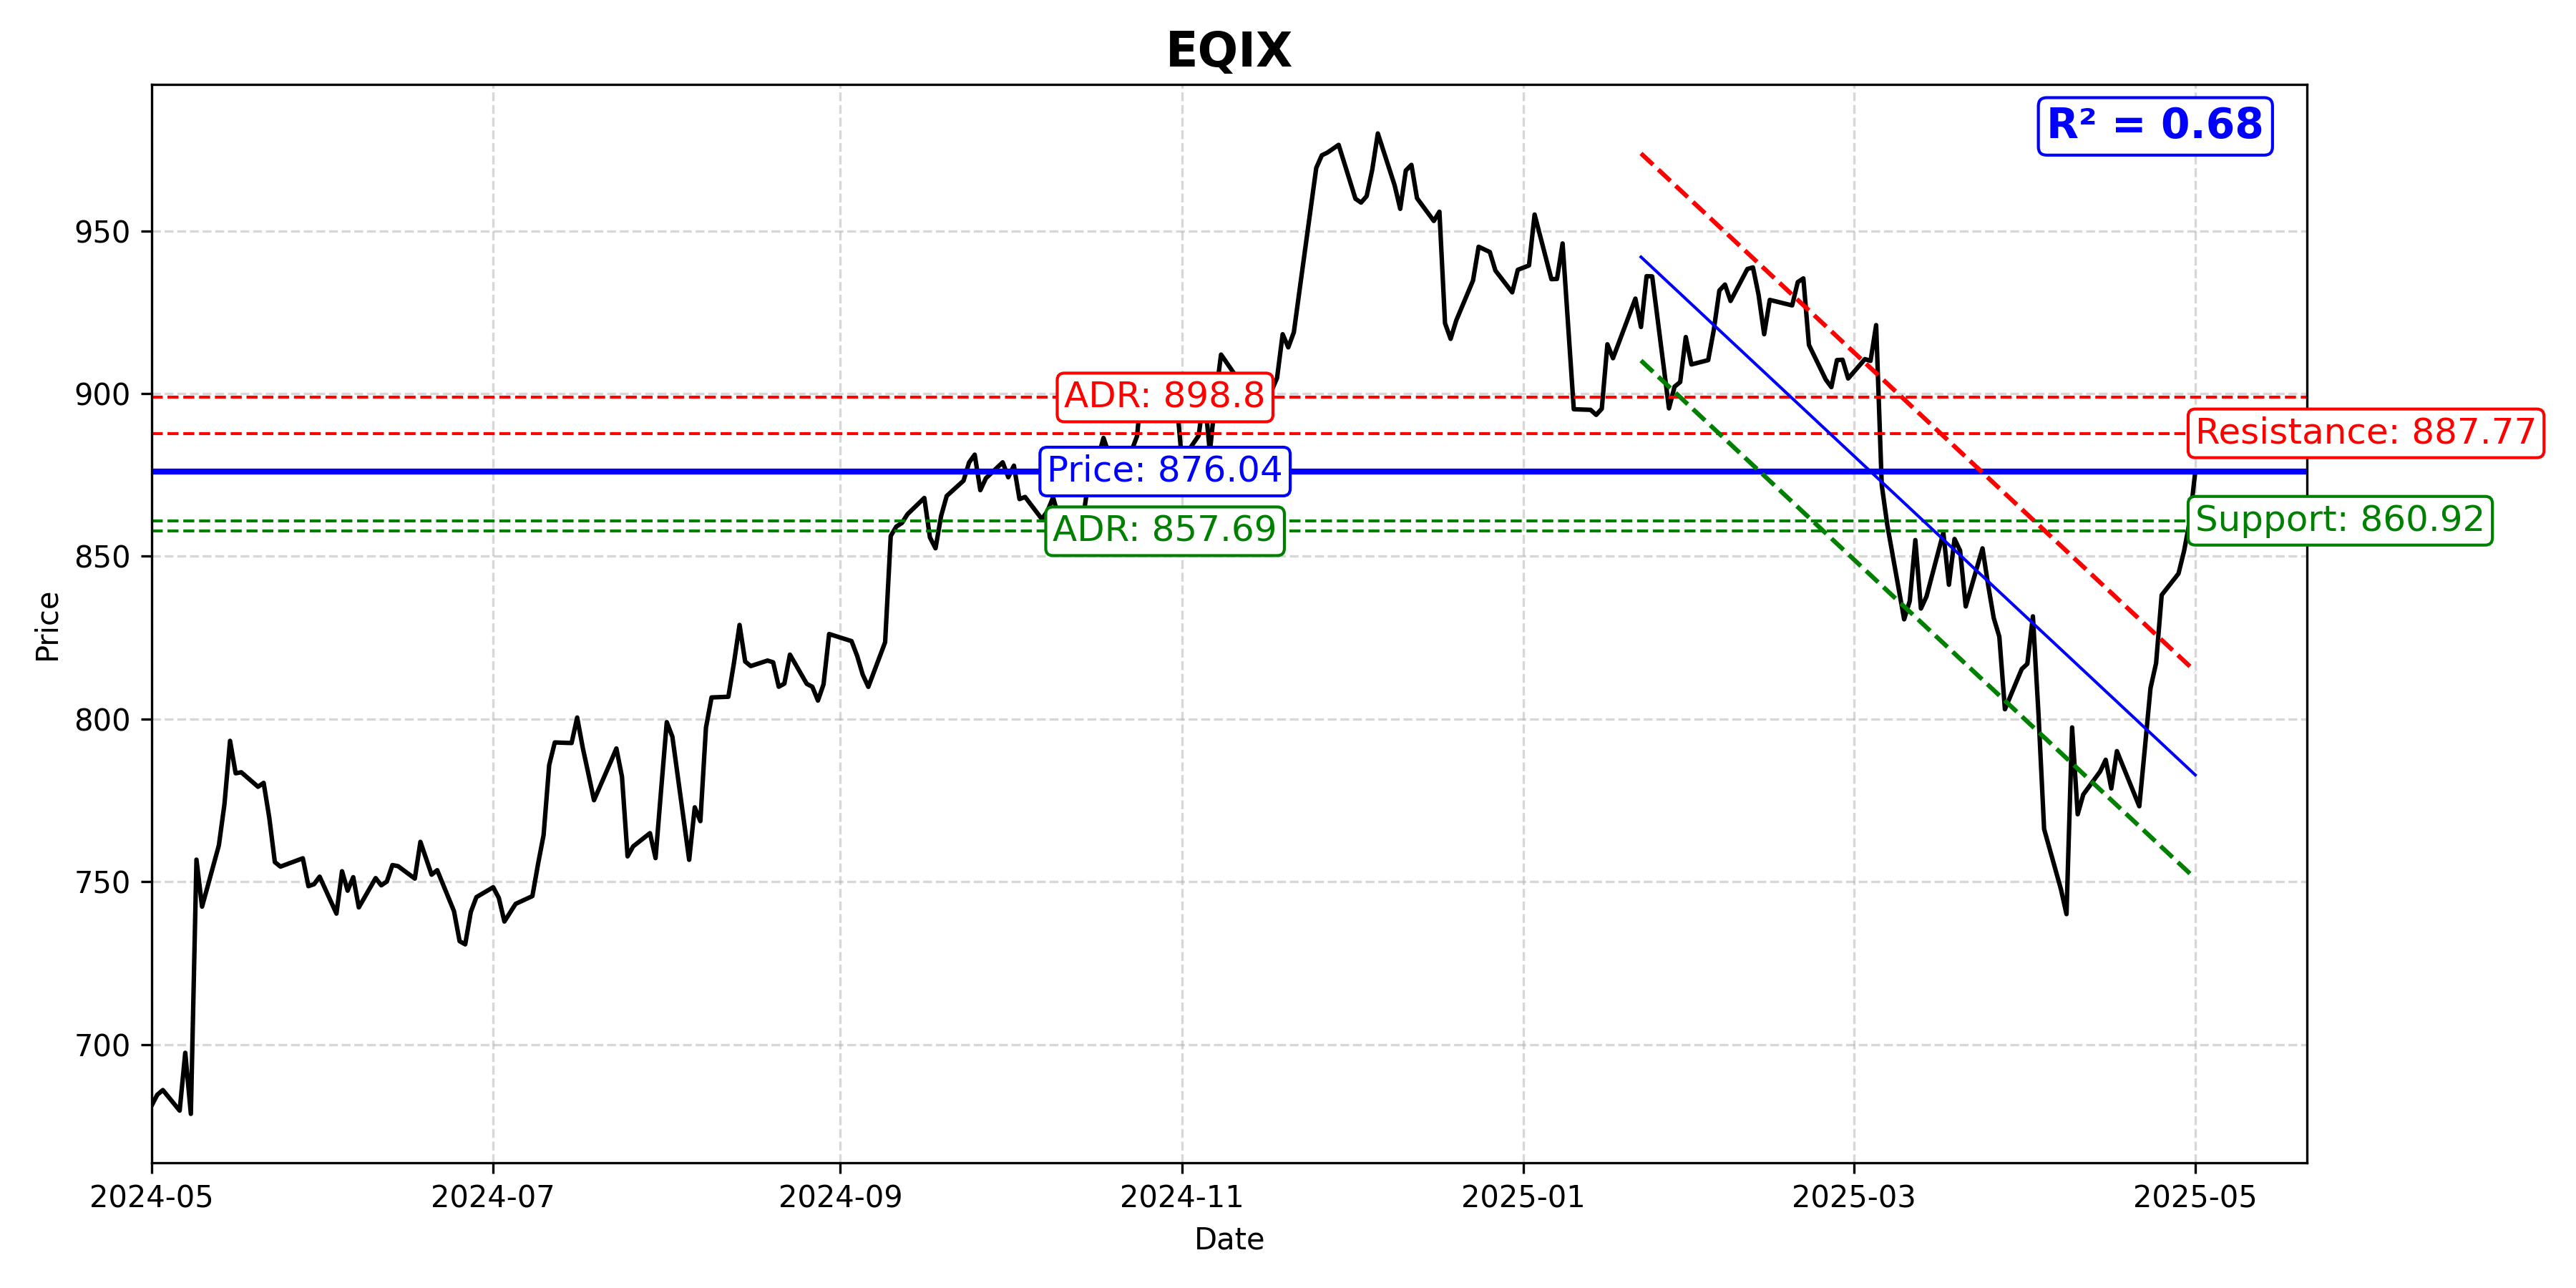 EQIX
R² = 0.68
950
900
850
800
750
700
Price
ADR: 898.8
Resistance: 887.77
Price: 876.04
Support: 860.92
ADR: 857.69
2024-05
2024-07
2024-09
2024-11
2025-01
2025-03
2025-05
Date